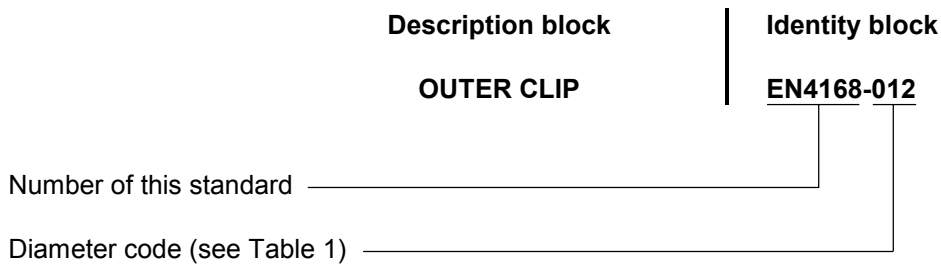 Description block Identity block
OUTER CLIP EN4168-012
Number of this standard
Diameter code (see Table 1)